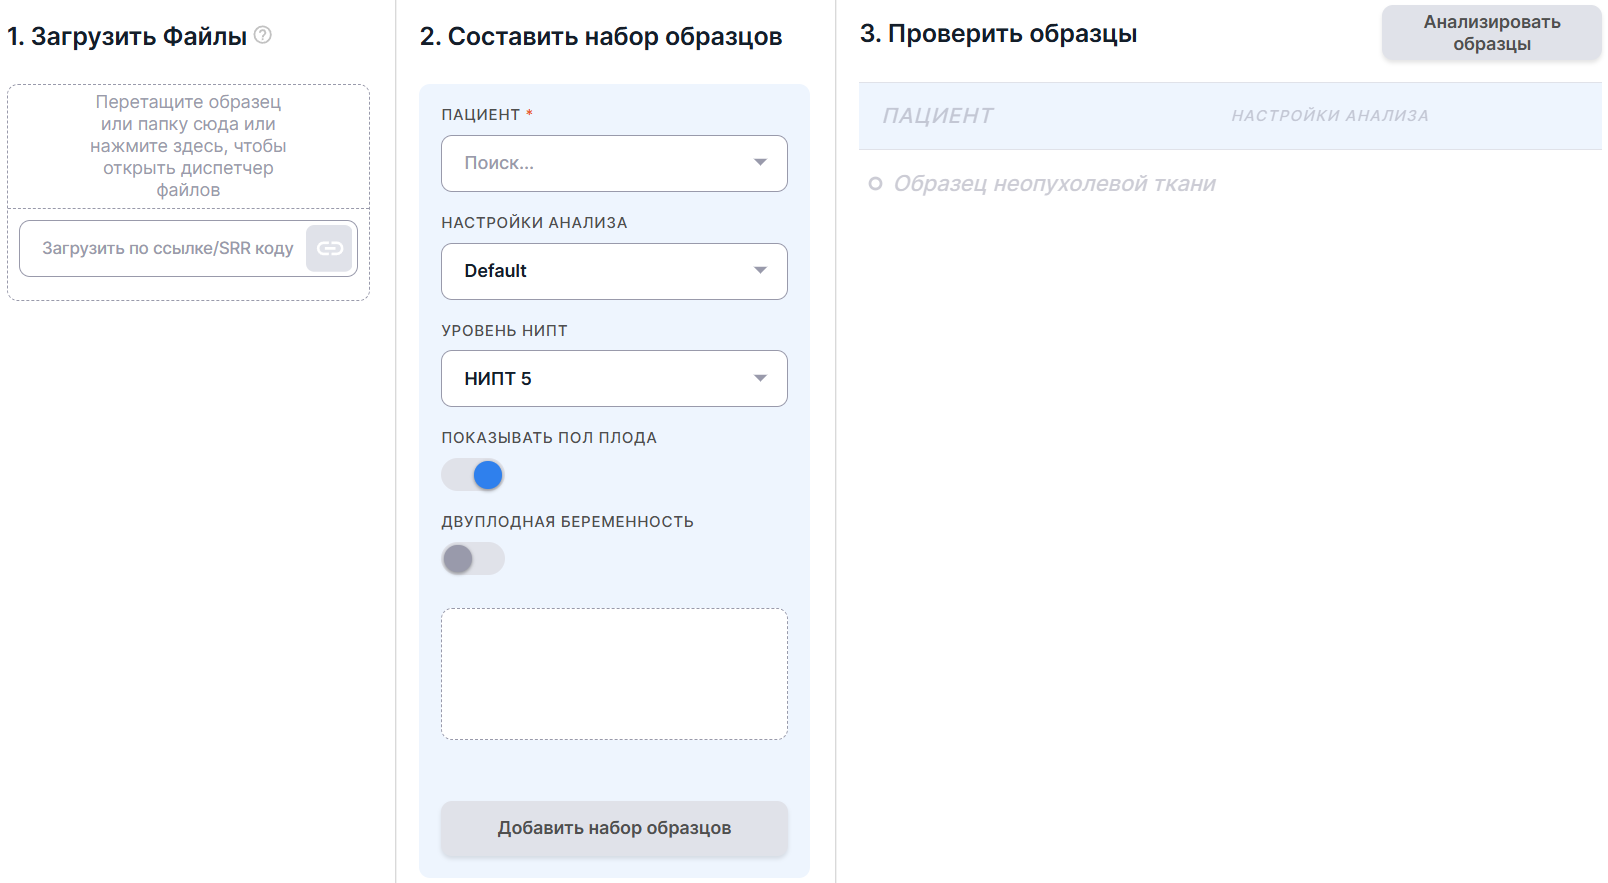 1. Загрузить Файлы
Перетащите образец
или папку сюда или
нажмите здесь, чтобы
открыть диспетчер
файлов
Загрузить по ссылке/SRR коду
2. Составить набор образцов
ПАЦИЕНТ *
Поиск...
НАСТРОЙКИ АНАЛИЗА
Default
УРОВЕНЬ НИПТ
НИПТ 5
ПОКАЗЫВАТЬ ПОЛ ПЛОДА
ДВУПЛОДНАЯ БЕРЕМЕННОСТЬ
Добавить набор образцов
3. Проверить образцы
Анализировать
образцы
ПАЦИЕНТ
НАСТРОЙКИ АНАЛИЗА
Образец неопухолевой ткани